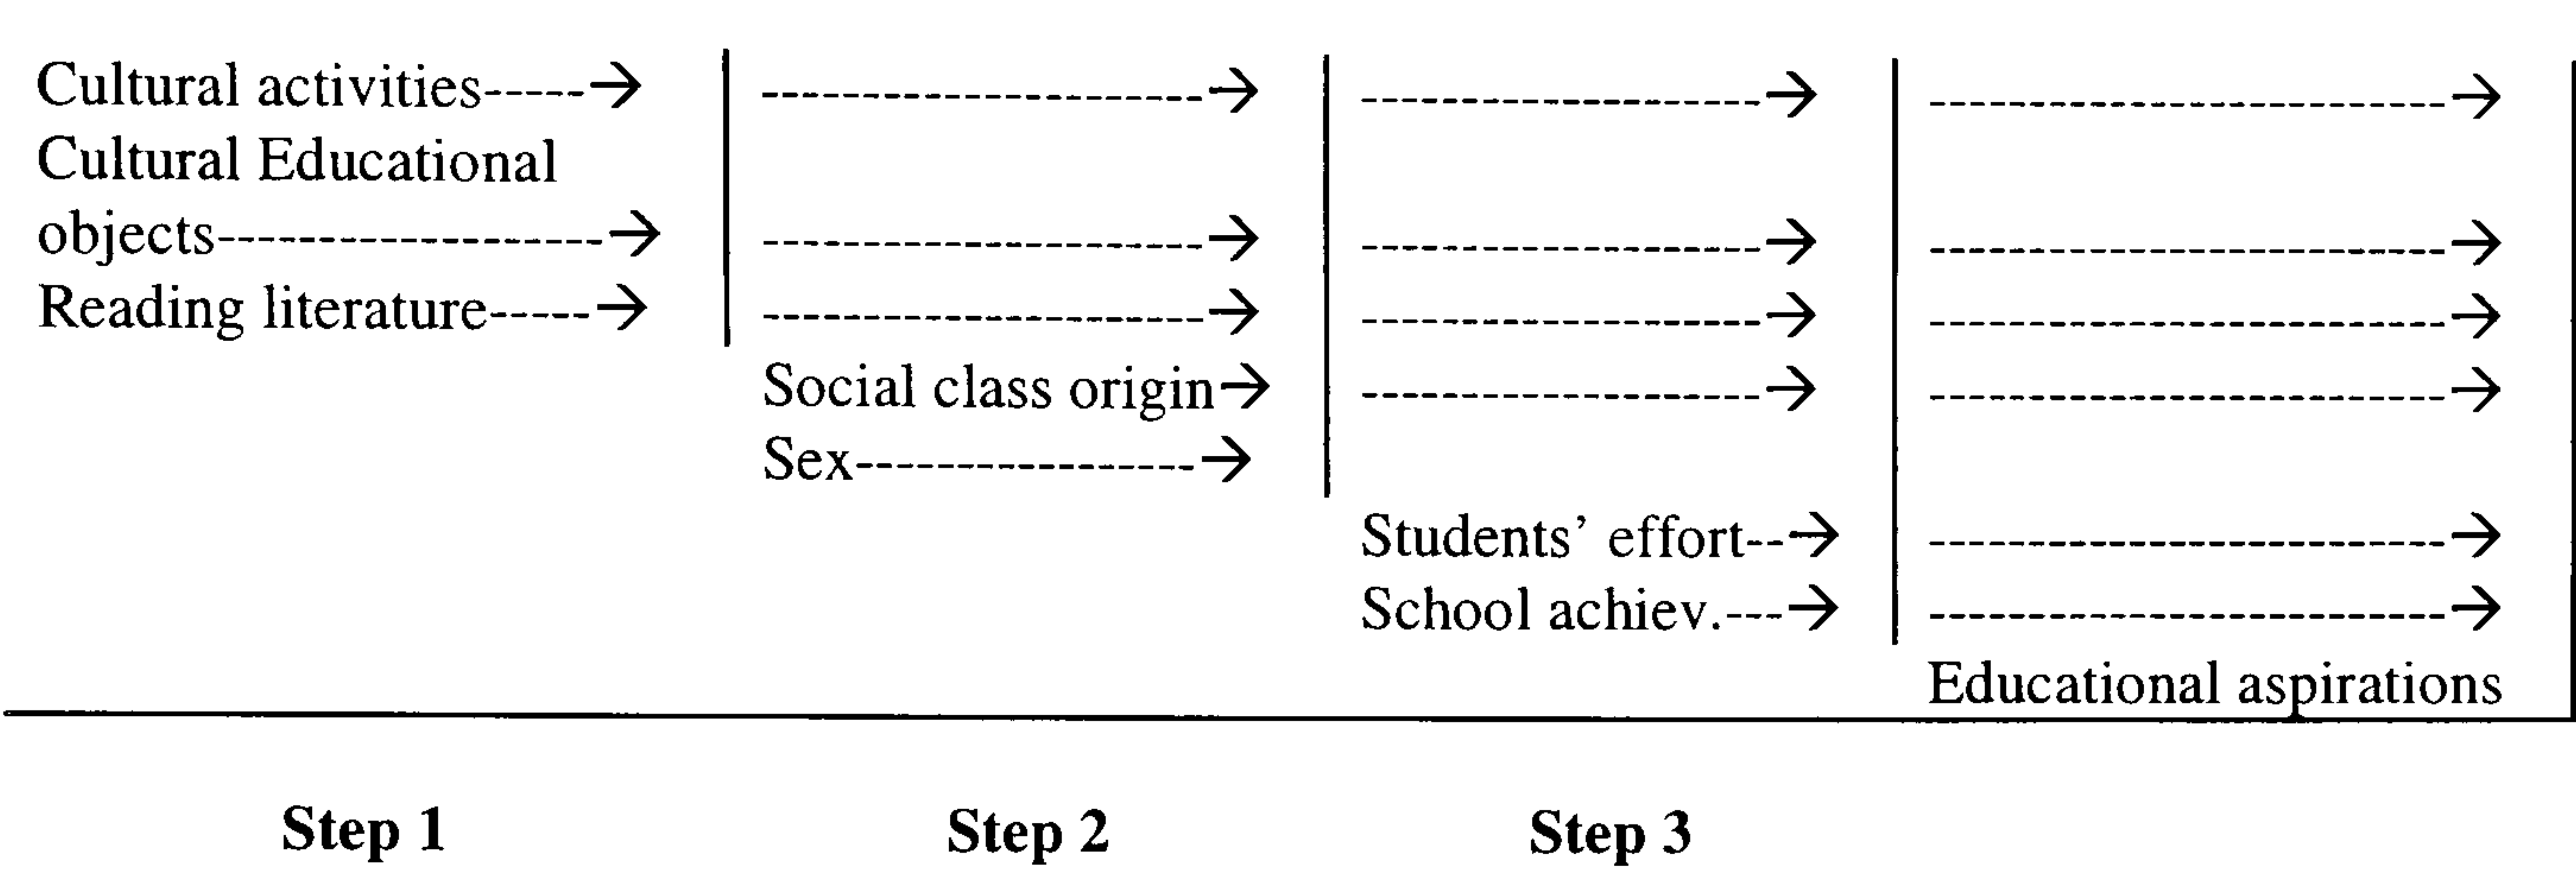 Cultural activities-----→
Cultural Educational
objects-------------------→
Reading literature-----→
Social class origin→
Sex-----------------→
Students’ effort--→
School achiev.---→
Educational aspirations
Step 1
Step 2
Step 3